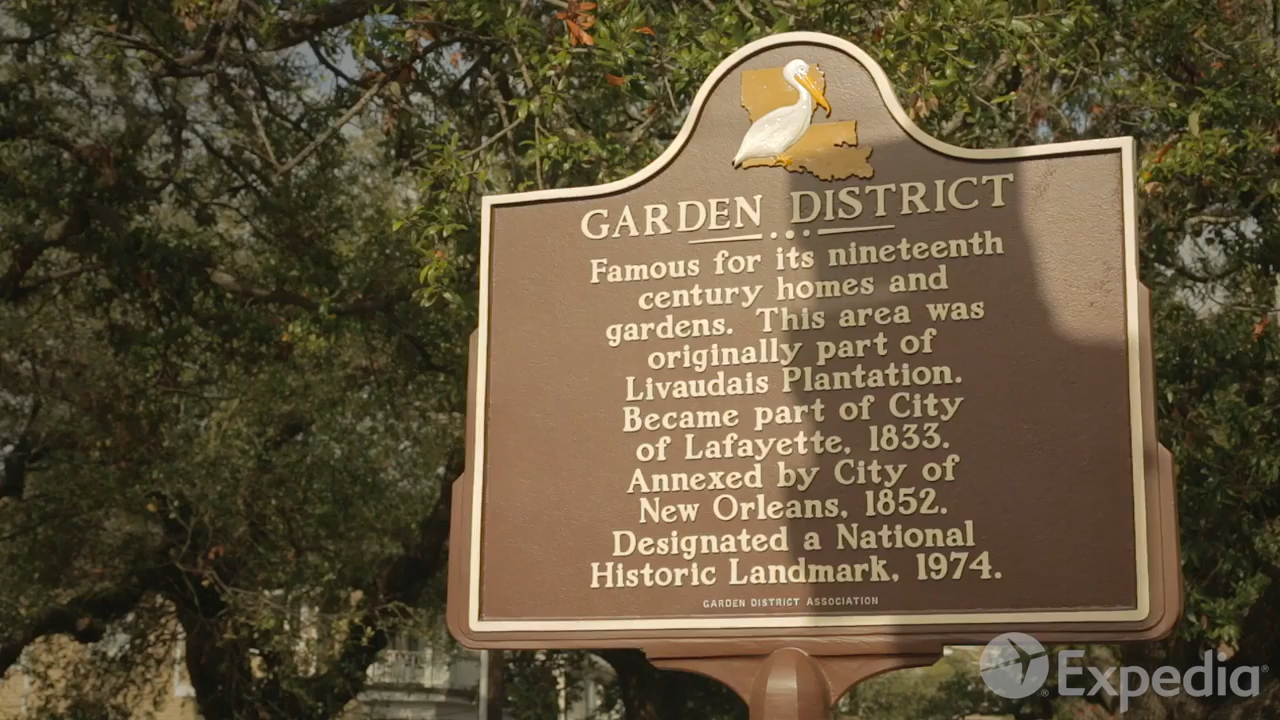 GARDEN DISTRICT
Famous for its nineteenth
century homes and
gardens. This area was
originally part of
Livaudais Plantation.
Became part of City
of Lafayette, 1833.
Annexed by City of
New Orleans, 1852.
Designated a National
Historic Landmark, 1974.
GARDEN DISTRICT ASSOCIATION
Expedia®